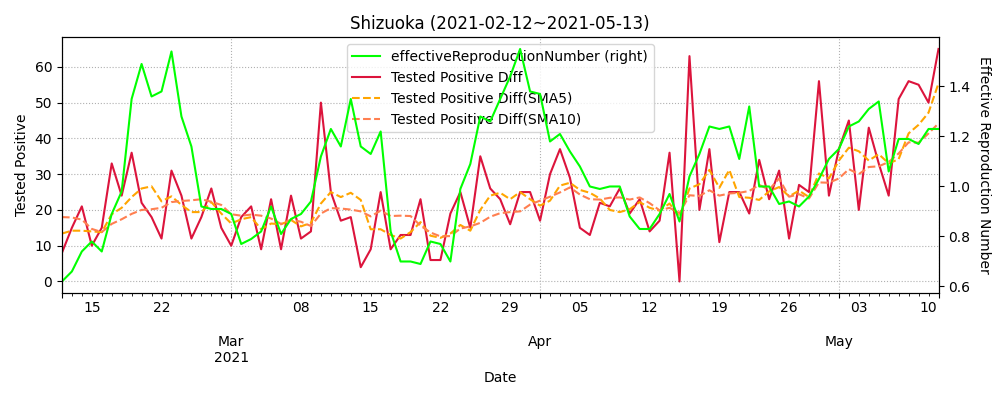 Shizuoka (2021-02-12~2021-05-13)
effectiveReproductionNumber (right)
Tested Positive Diff
Tested Positive Diff(SMA5)
Tested Positive Diff(SMA10)
Tested Positive
60
50
40
30
20
10
0
1.4
1.2
1.0
0.8
0.6
Effective Reproduction Number
15 22 08 15 22 29 05 12 19 26 03 10
Mar Apr May
2021
Date